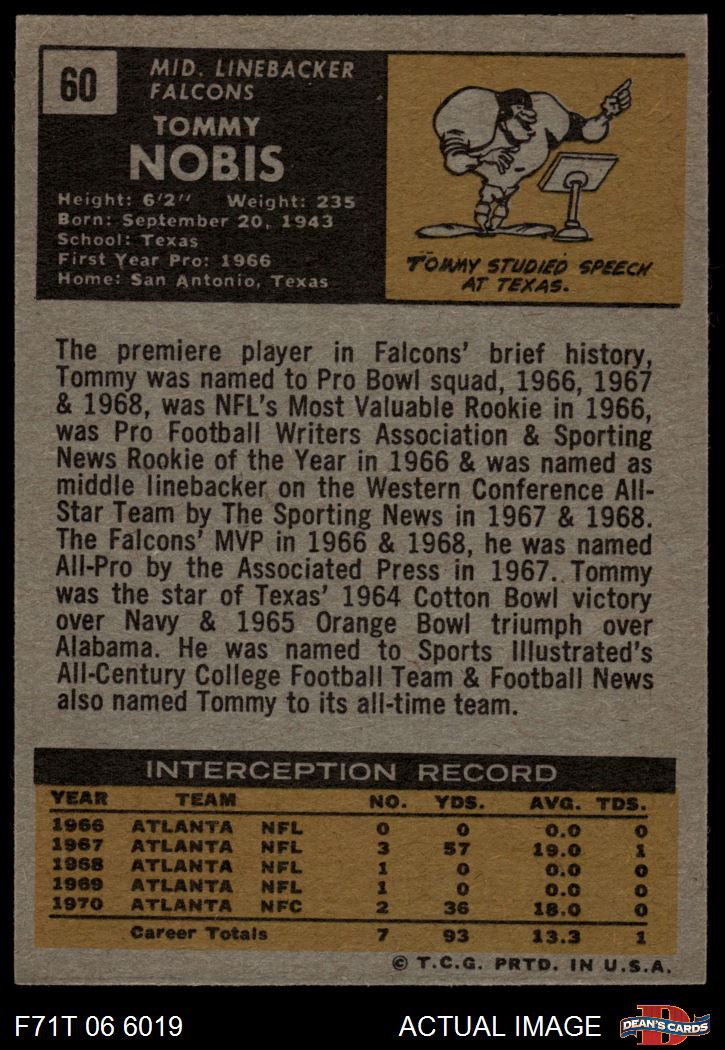 60
MID. LINEBACKER
FALCONS
TOMMY
NOBIS
Height: 6'2" Weight: 235
Born: September 20, 1943
School: Texas
First Year Pro: 1966
Home: San Antonio, Texas
TOMMY STUDIED SPEECH
AT TEXAS.
The premiere player in Falcons' brief history,
Tommy was named to Pro Bowl squad, 1966, 1967
& 1968, was NFL's Most Valuable Rookie in 1966,
was Pro Football Writers Association & Sporting
News Rookie of the Year in 1966 & was named as
middle linebacker on the Western Conference All-
Star Team by The Sporting News in 1967 & 1968.
The Falcons' MVP in 1966 & 1968, he was named
All-Pro by the Associated Press in 1967. Tommy
was the star of Texas' 1964 Cotton Bowl victory
over Navy & 1965 Orange Bowl triumph over
Alabama. He was named to Sports Illustrated's
All-Century College Football Team & Football News
also named Tommy to its all-time team.
INTERCEPTION RECORD
YEAR TEAM NO. YDS. AVG. TDS.
1966 ATLANTA NFL 0 0 0.0 0
1967 ATLANTA NFL 3 57 19.0 1
1968 ATLANTA NFL 1 0 0.0 0
1969 ATLANTA NFL 1 0 0.0 0
1970 ATLANTA NFC 2 36 18.0 0
Career Totals 7 93 13.3 1
© T.C.G. PRTD. IN U.S.A.
F71T 06 6019 ACTUAL IMAGE D DEAN'S CARDS